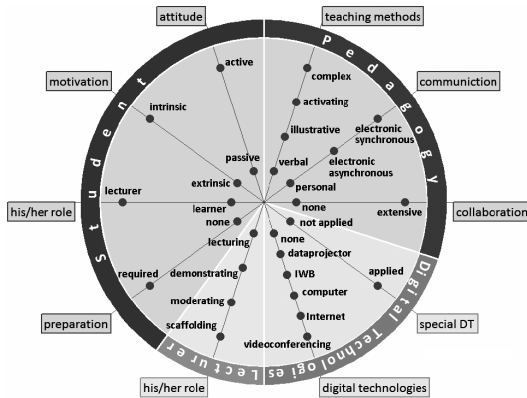 attitude
teaching methods
motivation
communiction
his/her role
collaboration
preparation
special DT
his/her role
digital technologies
Student
Pedagogy
Digital Technologies
Lecturer
active
complex
intrinsic
activating
illustrative
electronic
synchronous
electronic
asynchronous
passive
verbal
extrinsic
personal
lecturer
learner
none
extensive
none
not applied
lecturing
none
demonstrating
dataprojector
required
IWB
applied
moderating
computer
scaffolding
Internet
videoconferencing